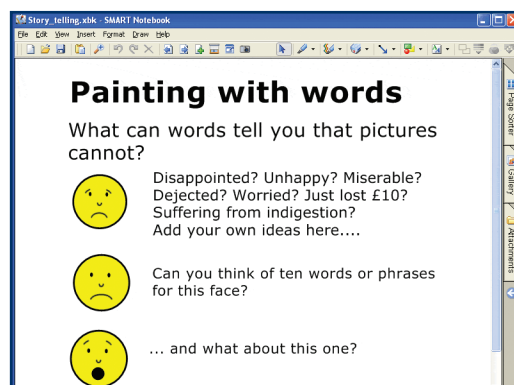 Story_telling.xbk - SMART Notebook
File Edit View Insert Format Draw Help
Painting with words
What can words tell you that pictures
cannot?
Disappointed? Unhappy? Miserable?
Dejected? Worried? Just lost £10?
Suffering from indigestion?
Add your own ideas here....
Can you think of ten words or phrases
for this face?
... and what about this one?
Page Sorter
Gallery
Attachments